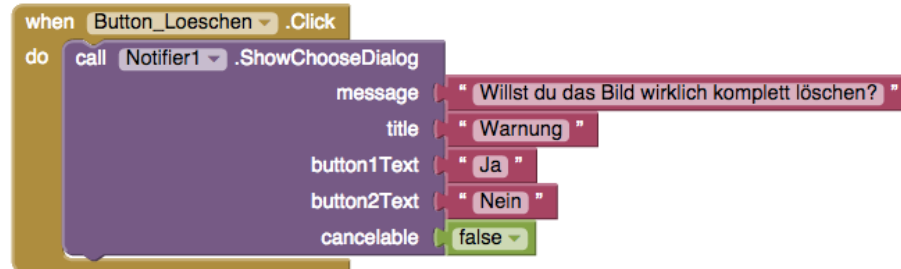 when Button_Loeschen .Click
do call Notifier1 .ShowChooseDialog
message " Willst du das Bild wirklich komplett löschen? "
title " Warnung "
button1Text " Ja "
button2Text " Nein "
cancelable false